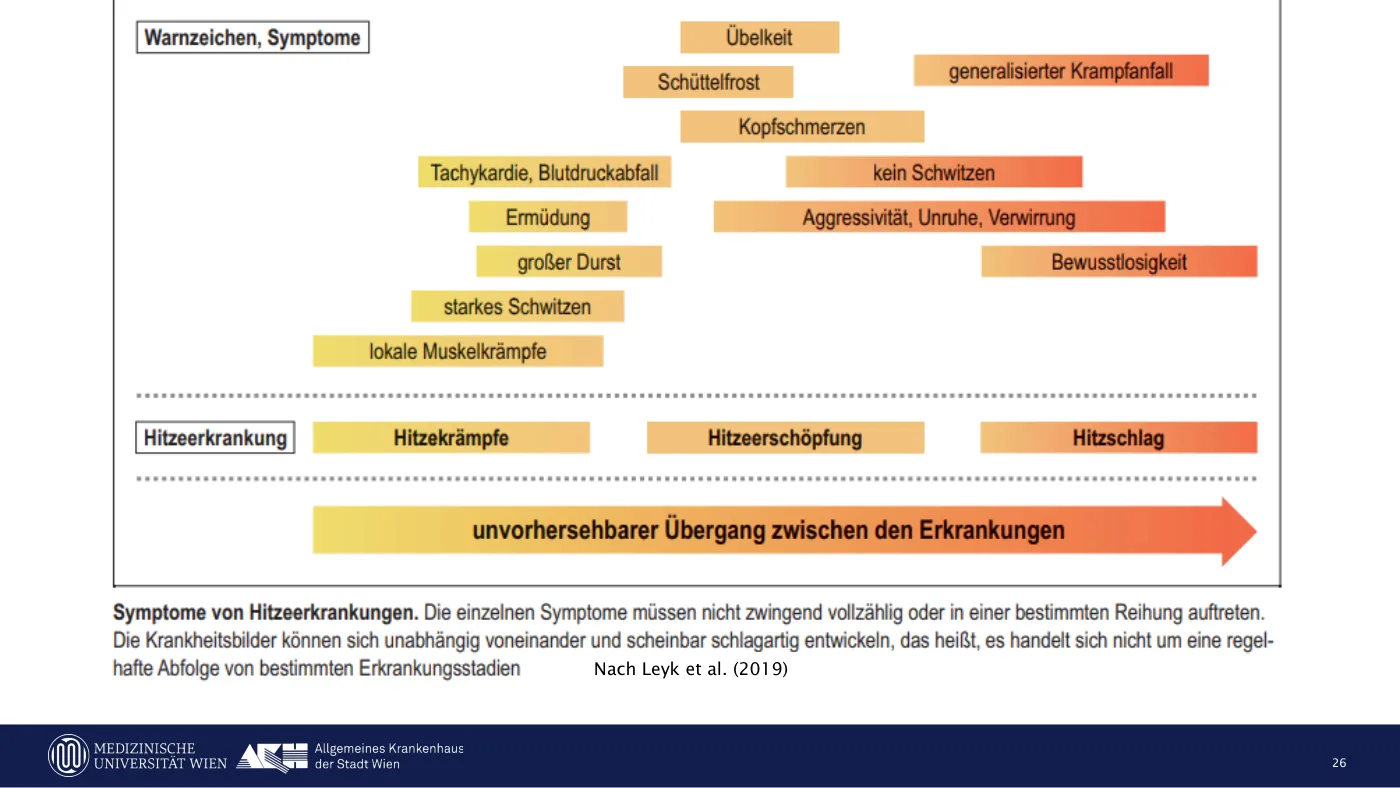 Warnzeichen, Symptome
Übelkeit
generalisierter Krampfanfall
Schüttelfrost
Kopfschmerzen
Tachykardie, Blutdruckabfall
kein Schwitzen
Ermüdung
Aggressivität, Unruhe, Verwirrung
großer Durst
Bewusstlosigkeit
starkes Schwitzen
lokale Muskelkrämpfe
Hitzeerkrankung
Hitzekrämpfe
Hitzeerschöpfung
Hitzschlag
unvorhersehbarer Übergang zwischen den Erkrankungen
Symptome von Hitzeerkrankungen. Die einzelnen Symptome müssen nicht zwingend vollzählig oder in einer bestimmten Reihung auftreten.
Die Krankheitsbilder können sich unabhängig voneinander und scheinbar schlagartig entwickeln, das heißt, es handelt sich nicht um eine regel-
hafte Abfolge von bestimmten Erkrankungsstadien
Nach Leyk et al. (2019)
MEDIZINISCHE
UNIVERSITÄT WIEN
AKH
Allgemeines Krankenhaus
der Stadt Wien
26